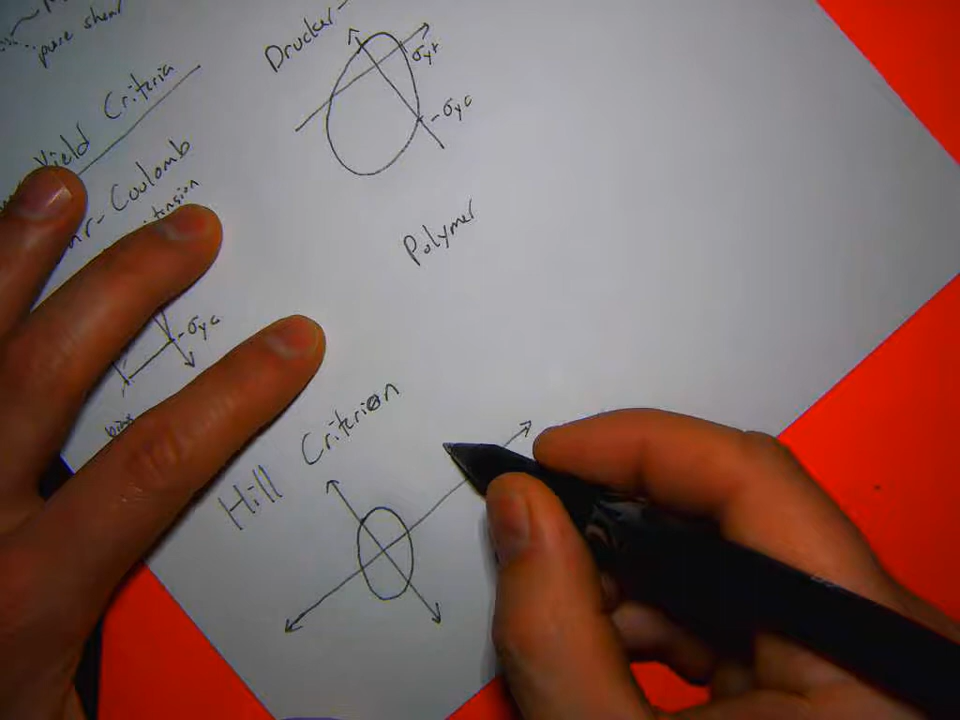 pure shear
Yield Criteria
Coulomb
tension
-σyc
Drucker-
σyt
-σyc
Polymer
Hill Criterion